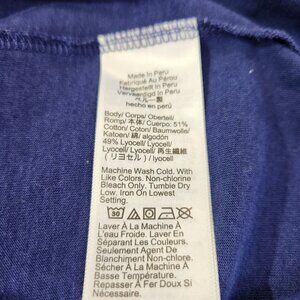 Made In Peru
Fabriqué Au Pérou
Hergestellt In Peru
Vervaardigd In Peru
ペルー製
hecho en perú
Body/ Corps/ Oberteil/
Romp/ 本体/ Cuerpo: 51%
Cotton/ Coton/ Baumwolle/
Katoen/ 綿/ algodón
49% Lyocell/ Lyocell/
Lyocell/ Lyocell/ 再生繊維
(リヨセル) /lyocell
Machine Wash Cold. With
Like Colors. Non-chlorine
Bleach Only. Tumble Dry
Low. Iron On Lowest
Setting.
30
Laver À La Machine À
L'eau Froide. Laver En
Séparant Les Couleurs.
Seulement Agent De
Blanchiment Non-chloric.
Sécher À La Machine À
Basse Température.
Repasser À Fer Doux Si
Nécessaire.